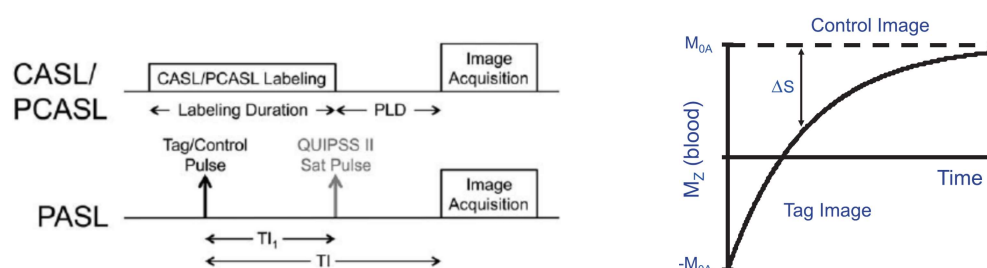 CASL/
PCASL
CASL/PCASL Labeling
Image
Acquisition
Labeling Duration
PLD
Tag/Control
Pulse
QUIPSS II
Sat Pulse
PASL
Image
Acquisition
TI₁
TI
Control Image
M₀A
ΔS
M_Z (blood)
Time
Tag Image
-M₀A